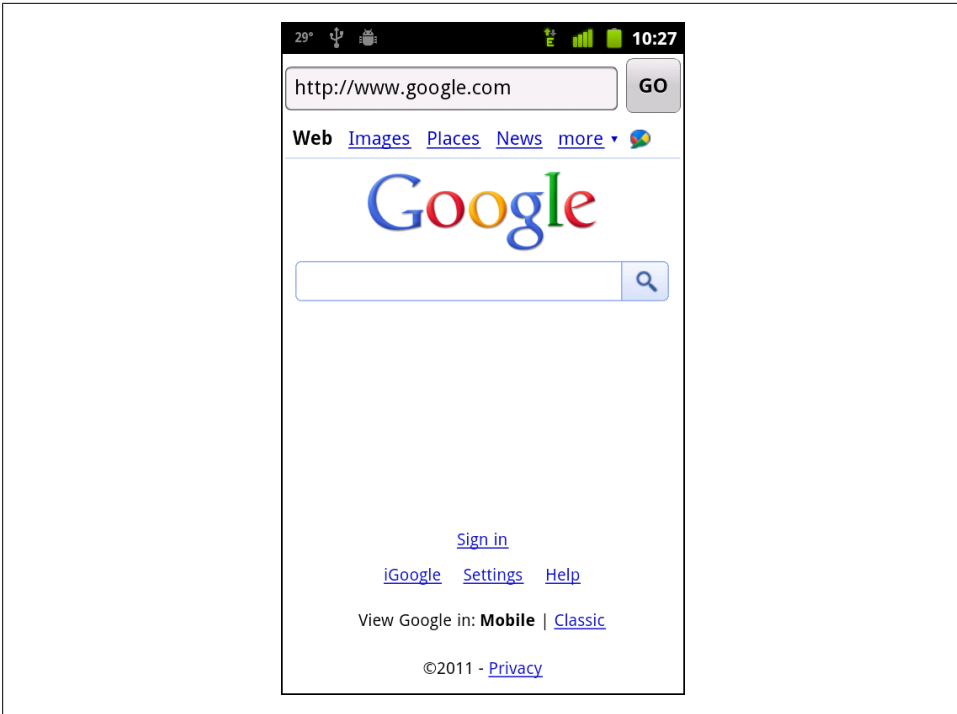 29° E 10:27
http://www.google.com GO
Web Images Places News more
Google
Sign in
iGoogle Settings Help
View Google in: Mobile | Classic
©2011 - Privacy